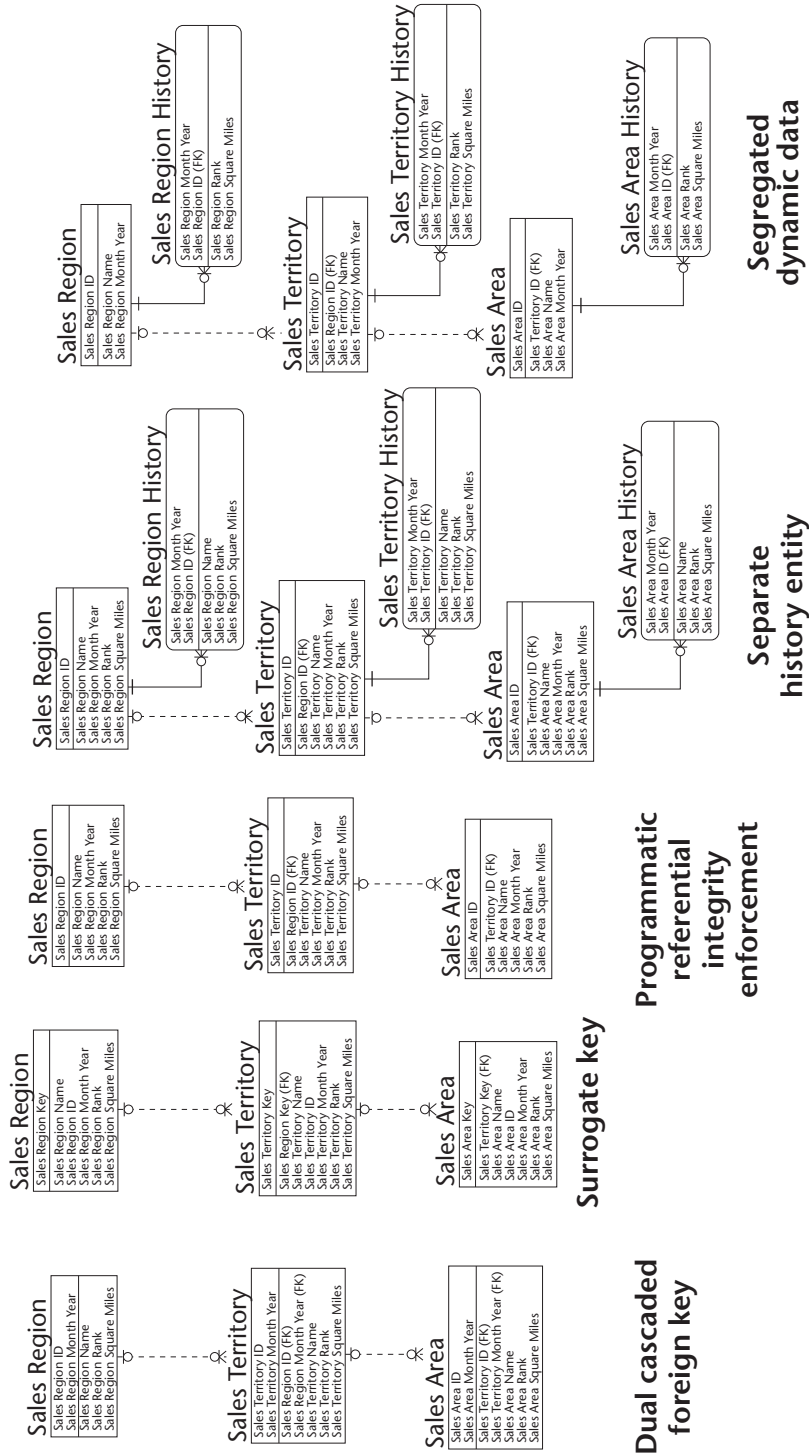 Sales Region
Sales Region ID
Sales Region Month Year
Sales Region Name
Sales Region Rank
Sales Region Square Miles
Sales Territory
Sales Territory ID
Sales Territory Month Year
Sales Region ID (FK)
Sales Region Month Year (FK)
Sales Territory Name
Sales Territory Rank
Sales Territory Square Miles
Sales Area
Sales Area ID
Sales Area Month Year
Sales Territory ID (FK)
Sales Territory Month Year (FK)
Sales Area Name
Sales Area Rank
Sales Area Square Miles
Dual cascaded
foreign key
Sales Region
Sales Region Key
Sales Region Name
Sales Region ID
Sales Region Month Year
Sales Region Rank
Sales Region Square Miles
Sales Territory
Sales Territory Key
Sales Region Key (FK)
Sales Territory Name
Sales Territory ID
Sales Territory Month Year
Sales Territory Rank
Sales Territory Square Miles
Sales Area
Sales Area Key
Sales Territory Key (FK)
Sales Area Name
Sales Area ID
Sales Area Month Year
Sales Area Rank
Sales Area Square Miles
Surrogate key
Sales Region
Sales Region ID
Sales Region Name
Sales Region Month Year
Sales Region Rank
Sales Region Square Miles
Sales Territory
Sales Territory ID
Sales Region ID (FK)
Sales Territory Name
Sales Territory Month Year
Sales Territory Rank
Sales Territory Square Miles
Sales Area
Sales Area ID
Sales Territory ID (FK)
Sales Area Name
Sales Area Month Year
Sales Area Rank
Sales Area Square Miles
Programmatic
referential
integrity
enforcement
Sales Region
Sales Region ID
Sales Region Name
Sales Region Month Year
Sales Region Rank
Sales Region Square Miles
Sales Region History
Sales Region Month Year
Sales Region ID (FK)
Sales Region Name
Sales Region Rank
Sales Region Square Miles
Sales Territory
Sales Territory ID
Sales Region ID (FK)
Sales Territory Name
Sales Territory Month Year
Sales Territory Rank
Sales Territory Square Miles
Sales Territory History
Sales Territory Month Year
Sales Territory ID (FK)
Sales Territory Name
Sales Territory Rank
Sales Territory Square Miles
Sales Area
Sales Area ID
Sales Territory ID (FK)
Sales Area Name
Sales Area Month Year
Sales Area Rank
Sales Area Square Miles
Sales Area History
Sales Area Month Year
Sales Area ID (FK)
Sales Area Name
Sales Area Rank
Sales Area Square Miles
Separate
history entity
Sales Region
Sales Region ID
Sales Region Name
Sales Region Month Year
Sales Region History
Sales Region Month Year
Sales Region ID (FK)
Sales Region Rank
Sales Region Square Miles
Sales Territory
Sales Territory ID
Sales Region ID (FK)
Sales Territory Name
Sales Territory Month Year
Sales Territory History
Sales Territory Month Year
Sales Territory ID (FK)
Sales Territory Rank
Sales Territory Square Miles
Sales Area
Sales Area ID
Sales Territory ID (FK)
Sales Area Name
Sales Area Month Year
Sales Area History
Sales Area Month Year
Sales Area ID (FK)
Sales Area Rank
Sales Area Square Miles
Segregated
dynamic data